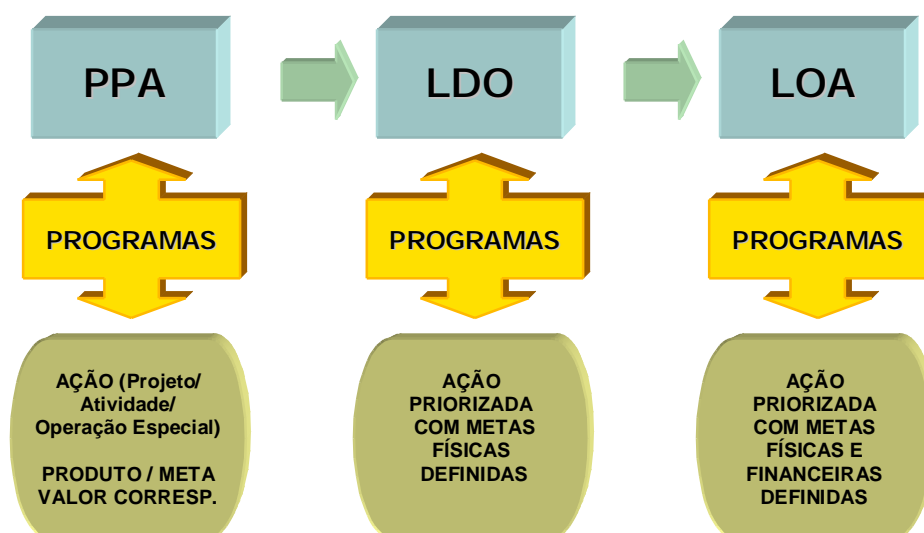 PPA
LDO
LOA
PROGRAMAS
PROGRAMAS
PROGRAMAS
AÇÃO (Projeto/
Atividade/
Operação Especial)
PRODUTO / META
VALOR CORRESP.
AÇÃO
PRIORIZADA
COM METAS
FÍSICAS
DEFINIDAS
AÇÃO
PRIORIZADA
COM METAS
FÍSICAS E
FINANCEIRAS
DEFINIDAS